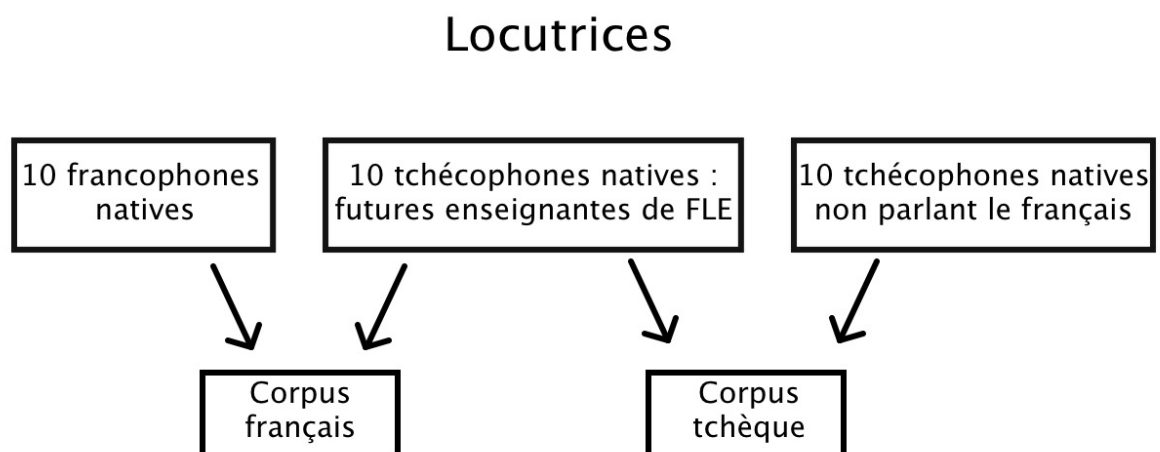 Locutrices
10 francophones
natives
10 tchécophones natives :
futures enseignantes de FLE
10 tchécophones natives
non parlant le français
Corpus
français
Corpus
tchèque